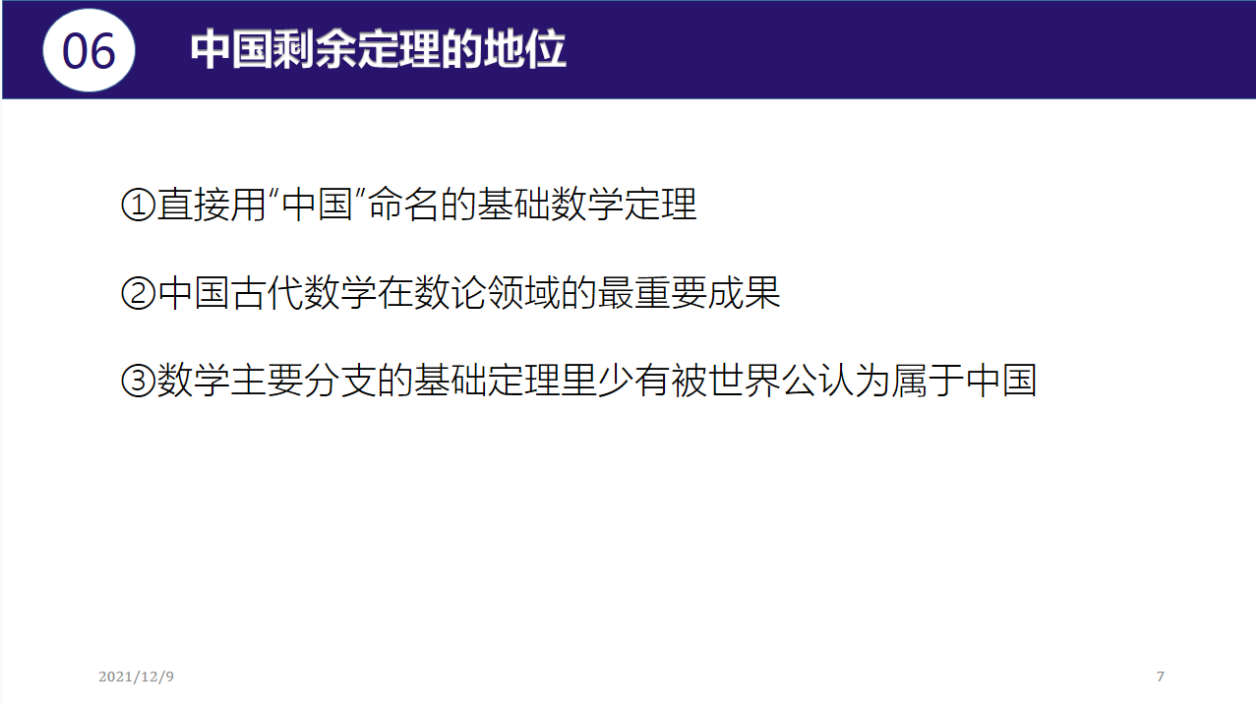 06
中国剩余定理的地位
①直接用“中国”命名的基础数学定理
②中国古代数学在数论领域的最重要成果
③数学主要分支的基础定理里少有被世界公认为属于中国
2021/12/9
7